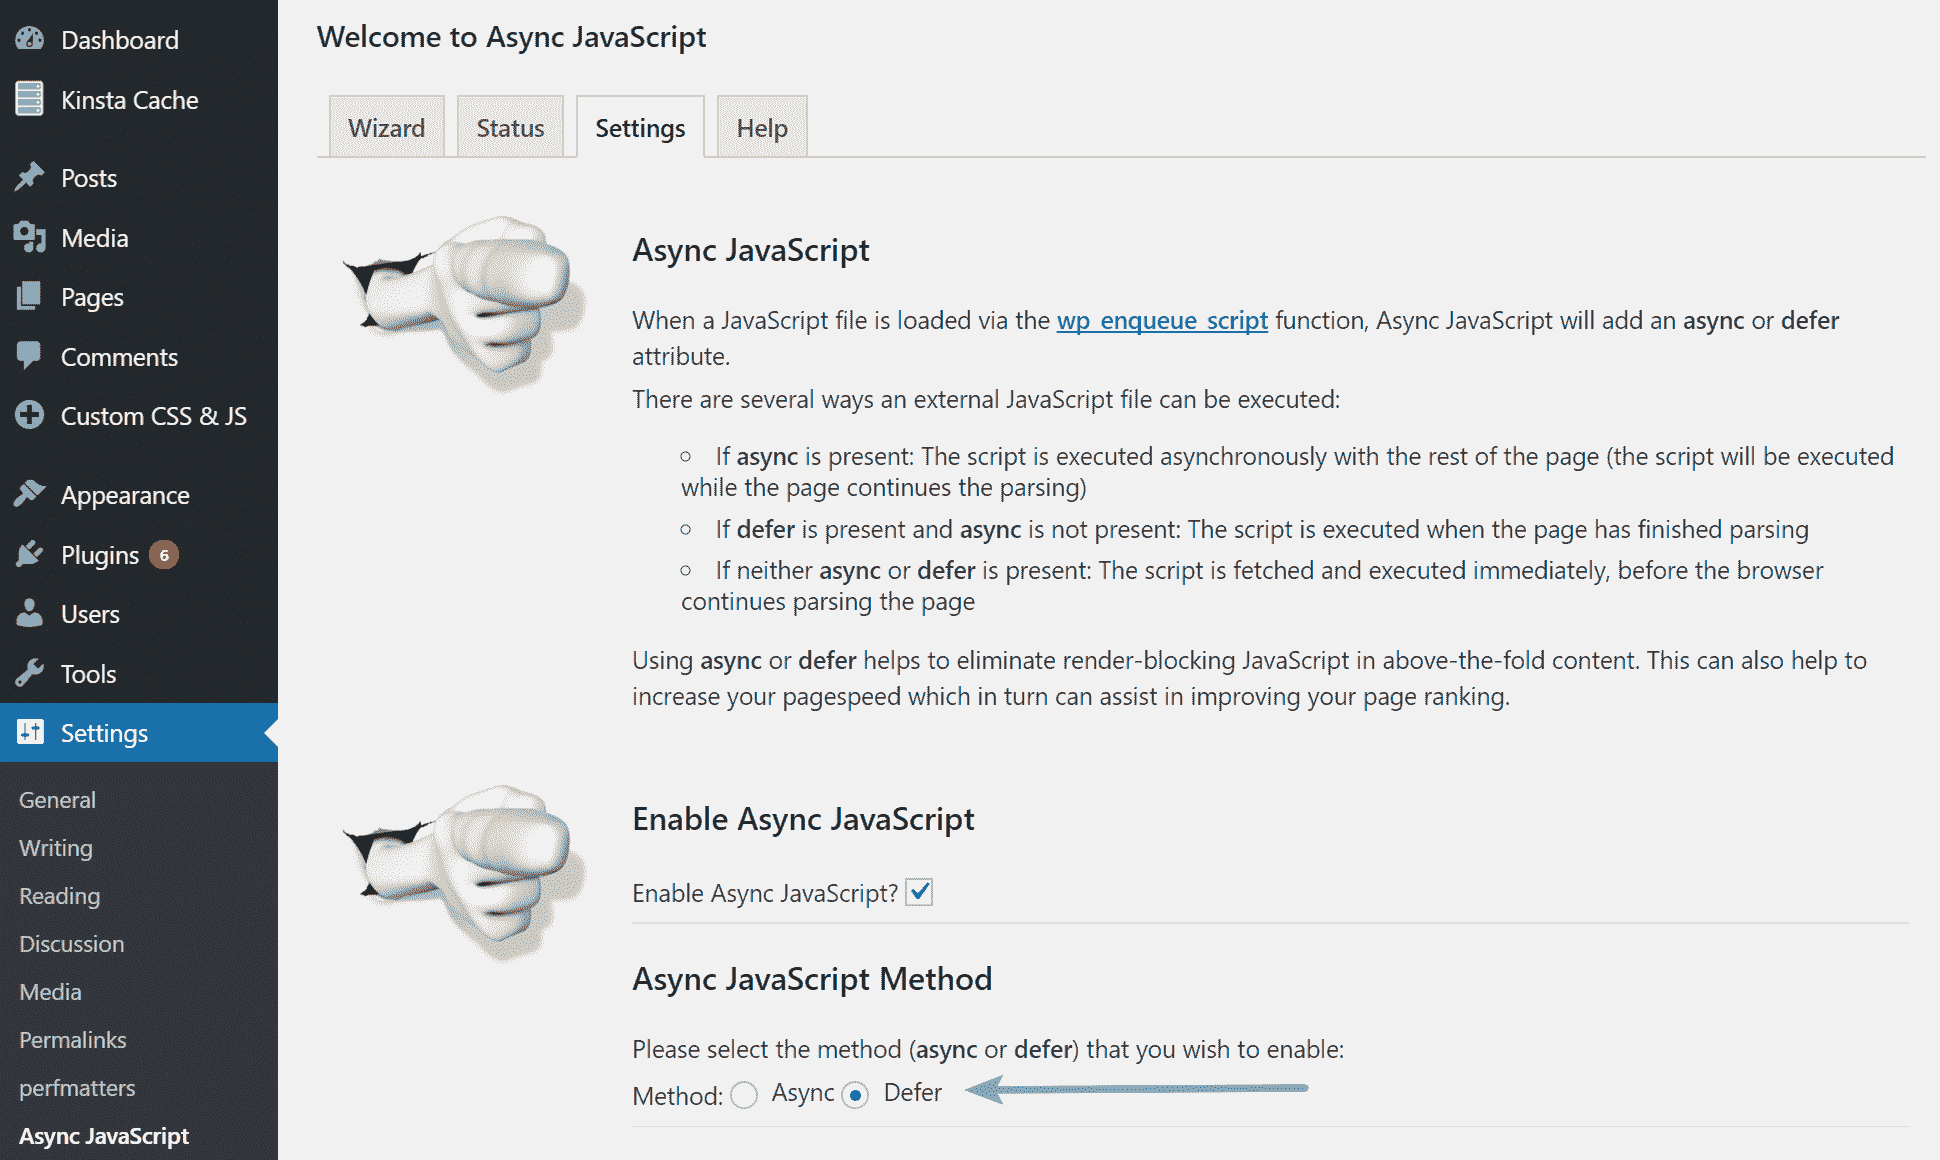 Dashboard
Kinsta Cache
Posts
Media
Pages
Comments
Custom CSS & JS
Appearance
Plugins 6
Users
Tools
Settings
General
Writing
Reading
Discussion
Media
Permalinks
perfmatters
Async JavaScript
Welcome to Async JavaScript
Wizard
Status
Settings
Help
Async JavaScript
When a JavaScript file is loaded via the wp_enqueue_script function, Async JavaScript will add an async or defer
attribute.
There are several ways an external JavaScript file can be executed:
If async is present: The script is executed asynchronously with the rest of the page (the script will be executed
while the page continues the parsing)
If defer is present and async is not present: The script is executed when the page has finished parsing
If neither async or defer is present: The script is fetched and executed immediately, before the browser
continues parsing the page
Using async or defer helps to eliminate render-blocking JavaScript in above-the-fold content. This can also help to
increase your pagespeed which in turn can assist in improving your page ranking.
Enable Async JavaScript
Enable Async JavaScript?
Async JavaScript Method
Please select the method (async or defer) that you wish to enable:
Method: Async Defer